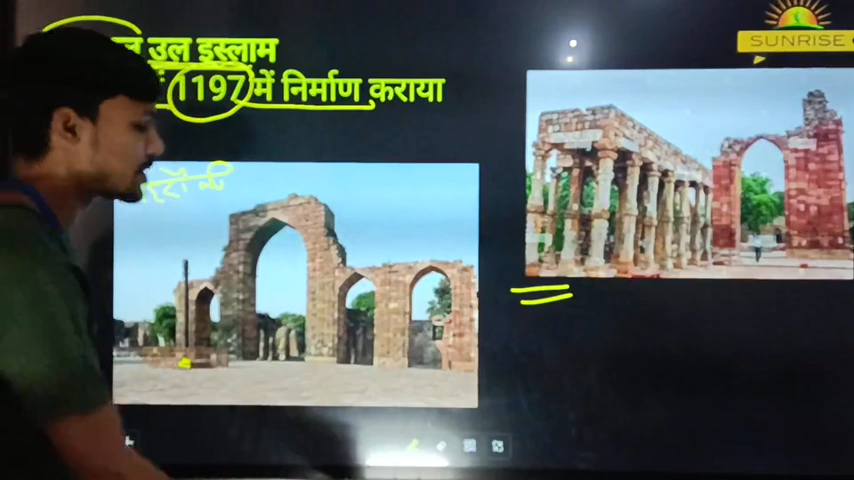 उल इस्लाम
1197 में निर्माण कराया
SUNRISE